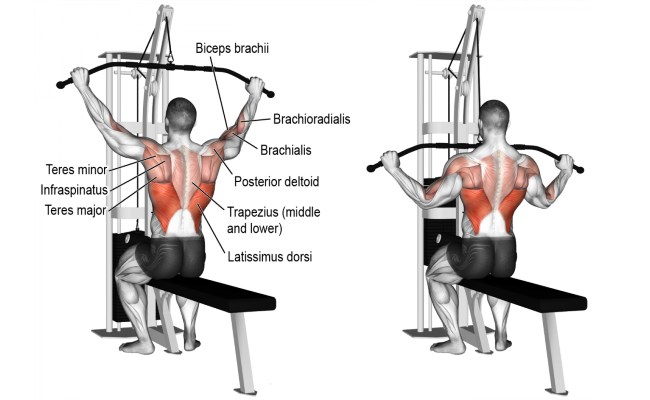 Biceps brachii
Brachioradialis
Brachialis
Teres minor
Posterior deltoid
Infraspinatus
Teres major
Trapezius (middle
and lower)
Latissimus dorsi